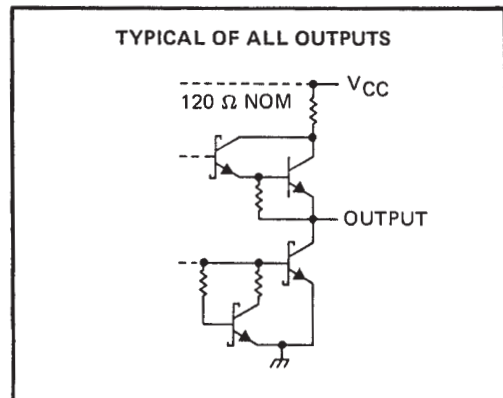 TYPICAL OF ALL OUTPUTS
VCC
120 Ω NOM
OUTPUT